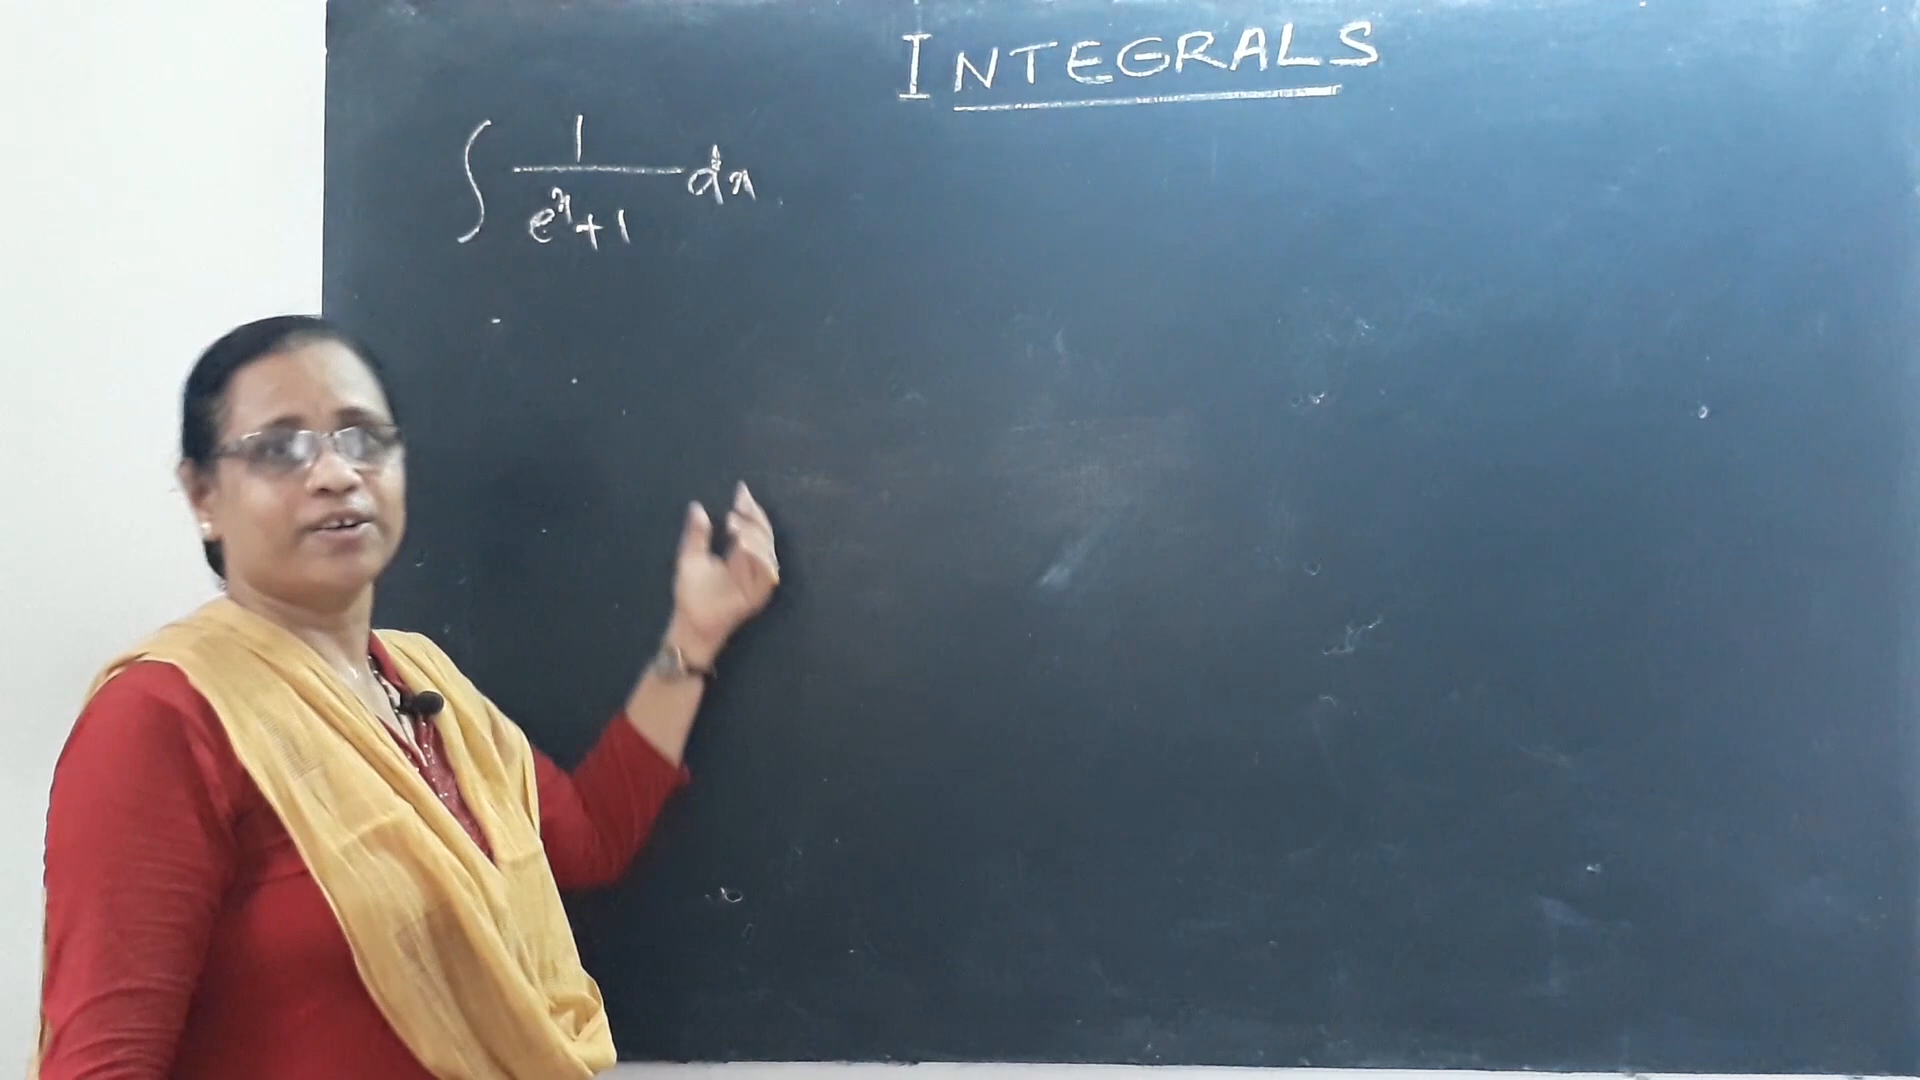 INTEGRALS
∫ 1/(eˣ+1) dx